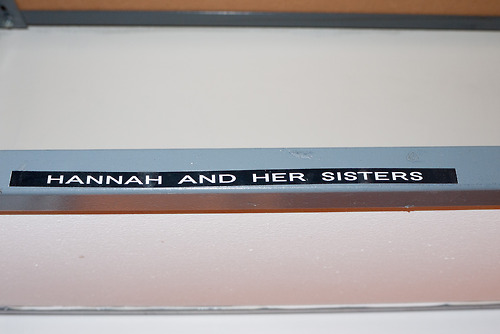 HANNAH AND HER SISTERS